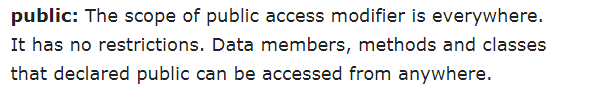 public: The scope of public access modifier is everywhere.
It has no restrictions. Data members, methods and classes
that declared public can be accessed from anywhere.